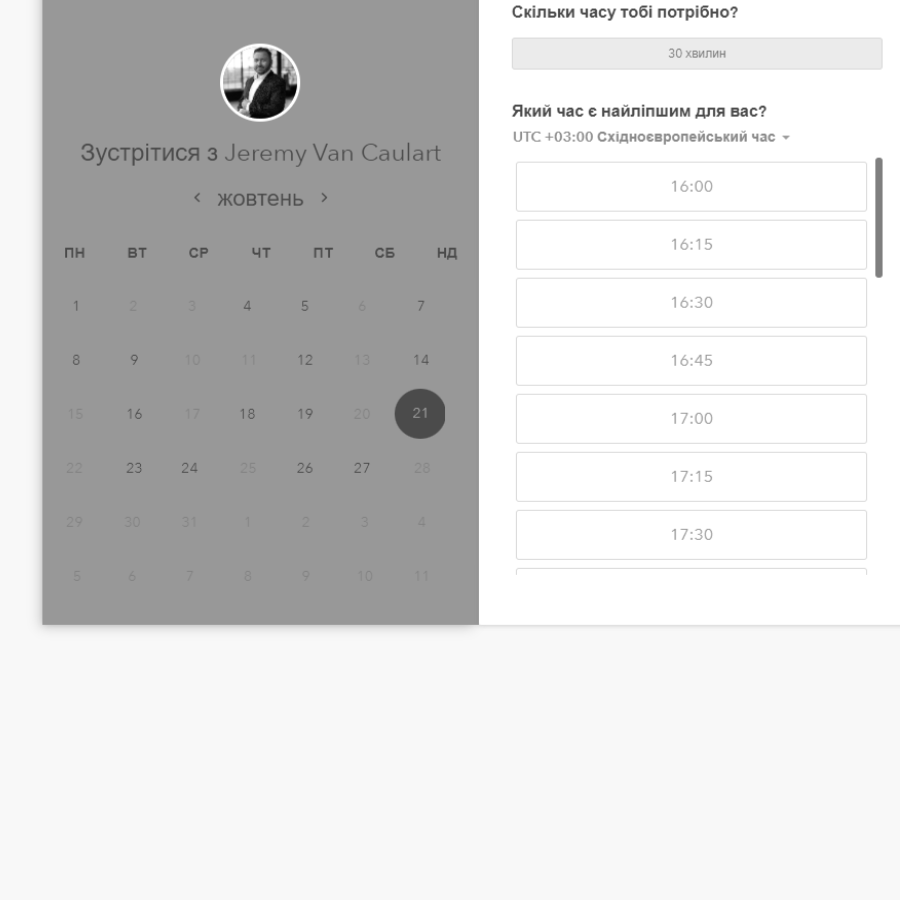 Зустрітися з Jeremy Van Caulart
жовтень
ПН ВТ СР ЧТ ПТ СБ НД
1 2 3 4 5 6 7
8 9 10 11 12 13 14
15 16 17 18 19 20 21
22 23 24 25 26 27 28
29 30 31 1 2 3 4
5 6 7 8 9 10 11
Скільки часу тобі потрібно?
30 хвилин
Який час є найліпшим для вас?
UTC +03:00 Східноєвропейський час
16:00
16:15
16:30
16:45
17:00
17:15
17:30